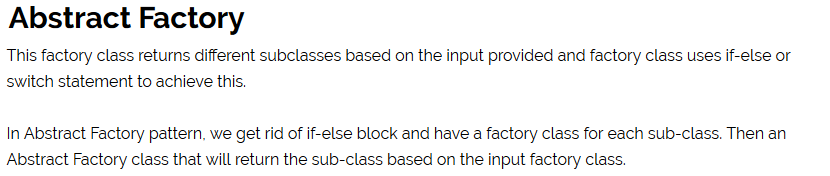 Abstract Factory
This factory class returns different subclasses based on the input provided and factory class uses if-else or
switch statement to achieve this.
In Abstract Factory pattern, we get rid of if-else block and have a factory class for each sub-class. Then an
Abstract Factory class that will return the sub-class based on the input factory class.